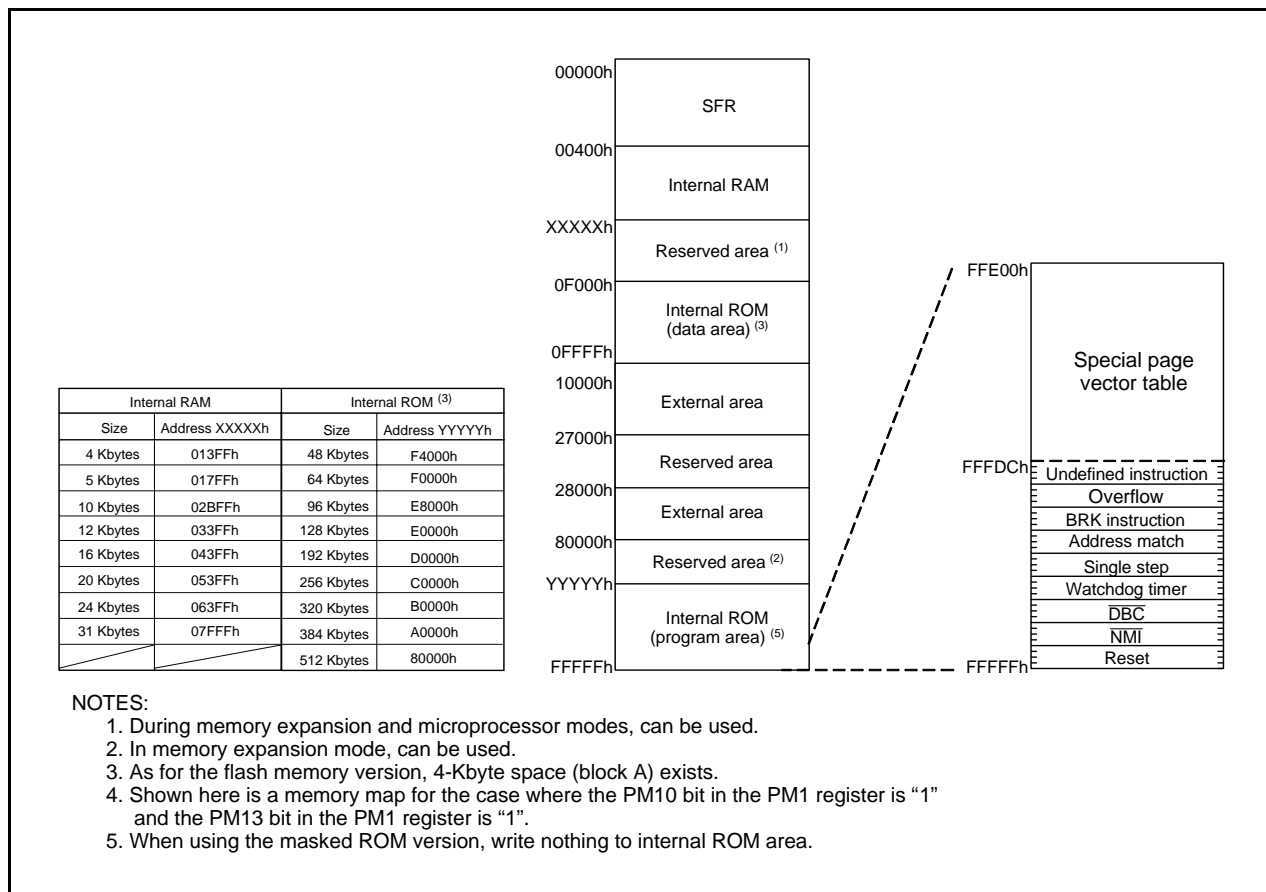 00000h
SFR
00400h
Internal RAM
XXXXXh
Reserved area (1)
0F000h
Internal ROM
(data area) (3)
0FFFFh
10000h
External area
27000h
Reserved area
28000h
External area
80000h
Reserved area (2)
YYYYYh
Internal ROM
(program area) (5)
FFFFFh
FFE00h
Special page
vector table
FFFDCh
Undefined instruction
Overflow
BRK instruction
Address match
Single step
Watchdog timer
DBC
NMI
Reset
FFFFFh
Internal RAM Internal ROM (3)
Size Address XXXXXh Size Address YYYYYh
4 Kbytes 013FFh 48 Kbytes F4000h
5 Kbytes 017FFh 64 Kbytes F0000h
10 Kbytes 02BFFh 96 Kbytes E8000h
12 Kbytes 033FFh 128 Kbytes E0000h
16 Kbytes 043FFh 192 Kbytes D0000h
20 Kbytes 053FFh 256 Kbytes C0000h
24 Kbytes 063FFh 320 Kbytes B0000h
31 Kbytes 07FFFh 384 Kbytes A0000h
512 Kbytes 80000h
NOTES:
1. During memory expansion and microprocessor modes, can be used.
2. In memory expansion mode, can be used.
3. As for the flash memory version, 4-Kbyte space (block A) exists.
4. Shown here is a memory map for the case where the PM10 bit in the PM1 register is “1”
and the PM13 bit in the PM1 register is “1”.
5. When using the masked ROM version, write nothing to internal ROM area.